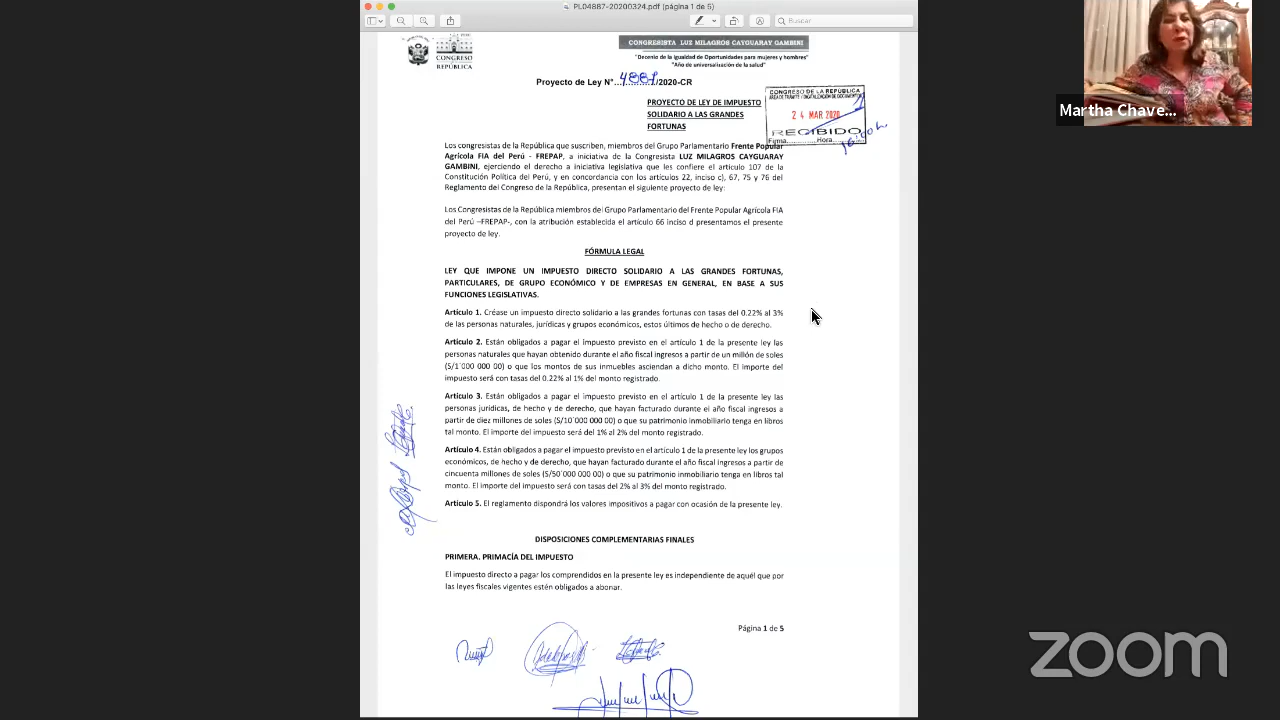 PL04887-20200324.pdf (página 1 de 5)
Buscar
CONGRESO
REPÚBLICA
CONGRESISTA LUZ MILAGROS CAYGUARAY GAMBINI
"Decenio de la Igualdad de Oportunidades para mujeres y hombres"
"Año de universalización de la salud"
Proyecto de Ley N°...4887.../2020-CR
PROYECTO DE LEY DE IMPUESTO
SOLIDARIO A LAS GRANDES
FORTUNAS
CONGRESO DE LA REPÚBLICA
24 MAR 2020
RECIBIDO
Firma............Hora............
Los congresistas de la República que suscriben, miembros del Grupo Parlamentario Frente Popular
Agrícola FIA del Perú - FREPAP, a iniciativa de la Congresista LUZ MILAGROS CAYGUARAY
GAMBINI, ejerciendo el derecho a iniciativa legislativa que les confiere el artículo 107 de la
Constitución Política del Perú, y en concordancia con los artículos 22, inciso c), 67, 75 y 76 del
Reglamento del Congreso de la República, presentan el siguiente proyecto de ley:
Los Congresistas de la República miembros del Grupo Parlamentario del Frente Popular Agrícola FIA
del Perú –FREPAP-, con la atribución establecida el artículo 66 inciso d presentamos el presente
proyecto de ley.
FÓRMULA LEGAL
LEY QUE IMPONE UN IMPUESTO DIRECTO SOLIDARIO A LAS GRANDES FORTUNAS,
PARTICULARES, DE GRUPO ECONÓMICO Y DE EMPRESAS EN GENERAL, EN BASE A SUS
FUNCIONES LEGISLATIVAS.
Artículo 1. Créase un impuesto directo solidario a las grandes fortunas con tasas del 0.22% al 3%
de las personas naturales, jurídicas y grupos económicos, estos últimos de hecho o de derecho.
Artículo 2. Están obligados a pagar el impuesto previsto en el artículo 1 de la presente ley las
personas naturales que hayan obtenido durante el año fiscal ingresos a partir de un millón de soles
(S/1´000 000 00) o que los montos de sus inmuebles asciendan a dicho monto. El importe del
impuesto será con tasas del 0.22% al 1% del monto registrado.
Artículo 3. Están obligados a pagar el impuesto previsto en el artículo 1 de la presente ley las
personas jurídicas, de hecho y de derecho, que hayan facturado durante el año fiscal ingresos a
partir de diez millones de soles (S/10´000 000 00) o que su patrimonio inmobiliario tenga en libros
tal monto. El importe del impuesto será del 1% al 2% del monto registrado.
Artículo 4. Están obligados a pagar el impuesto previsto en el artículo 1 de la presente ley los grupos
económicos, de hecho y de derecho, que hayan facturado durante el año fiscal ingresos a partir de
cincuenta millones de soles (S/50´000 000 00) o que su patrimonio inmobiliario tenga en libros tal
monto. El importe del impuesto será con tasas del 2% al 3% del monto registrado.
Artículo 5. El reglamento dispondrá los valores impositivos a pagar con ocasión de la presente ley.
DISPOSICIONES COMPLEMENTARIAS FINALES
PRIMERA. PRIMACÍA DEL IMPUESTO
El impuesto directo a pagar los comprendidos en la presente ley es independiente de aquél que por
las leyes fiscales vigentes estén obligados a abonar.
Página 1 de 5
Martha Chave...
zoom